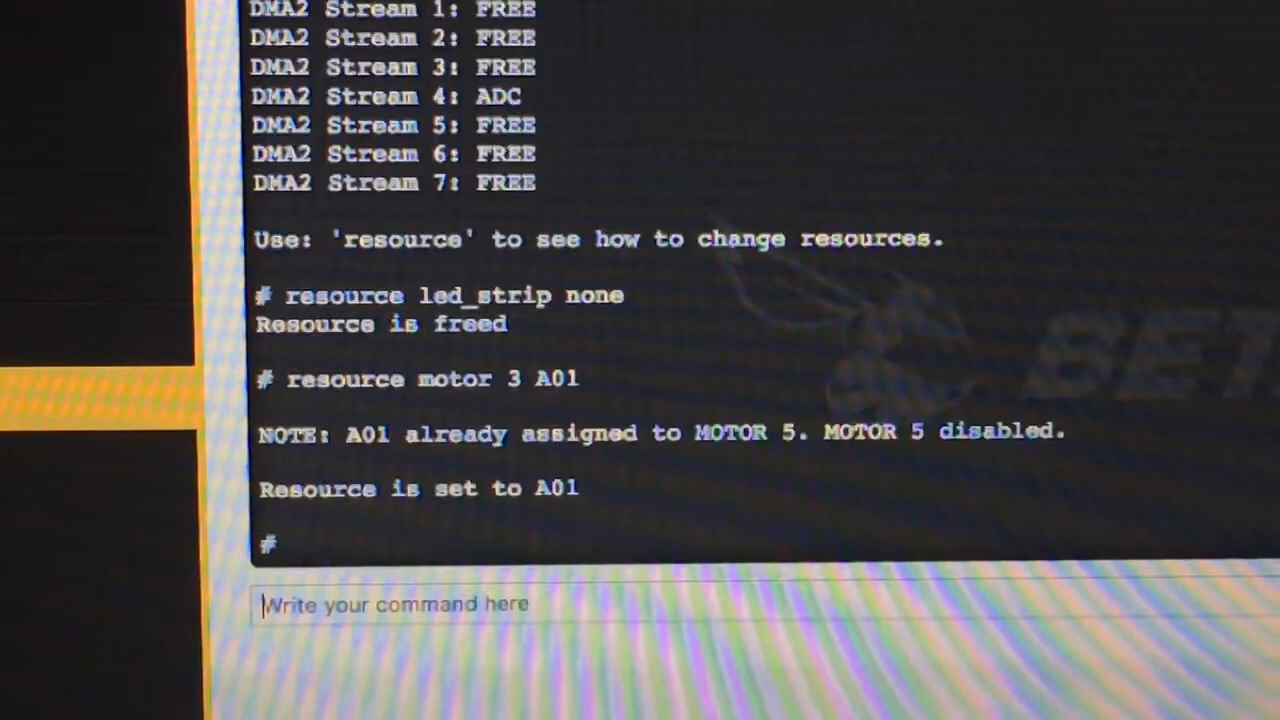 DMA2 Stream 1: FREE
DMA2 Stream 2: FREE
DMA2 Stream 3: FREE
DMA2 Stream 4: ADC
DMA2 Stream 5: FREE
DMA2 Stream 6: FREE
DMA2 Stream 7: FREE
Use: 'resource' to see how to change resources.
# resource led_strip none
Resource is freed
# resource motor 3 A01
NOTE: A01 already assigned to MOTOR 5. MOTOR 5 disabled.
Resource is set to A01
#
Write your command here
BET